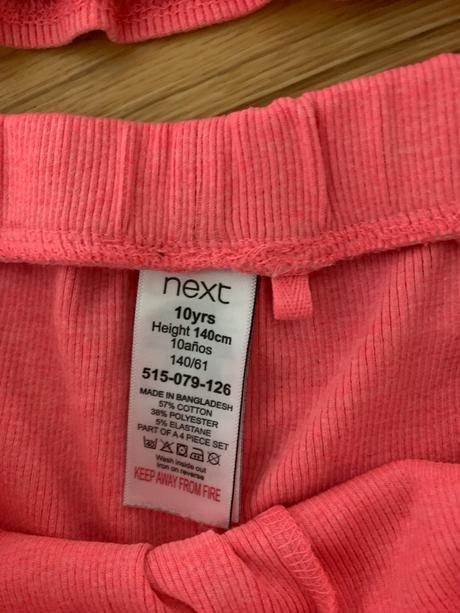 next
10yrs
Height 140cm
10años
140/61
515-079-126
MADE IN BANGLADESH
57% COTTON
38% POLYESTER
5% ELASTANE
PART OF A 4 PIECE SET
Wash inside out
iron on reverse
KEEP AWAY FROM FIRE